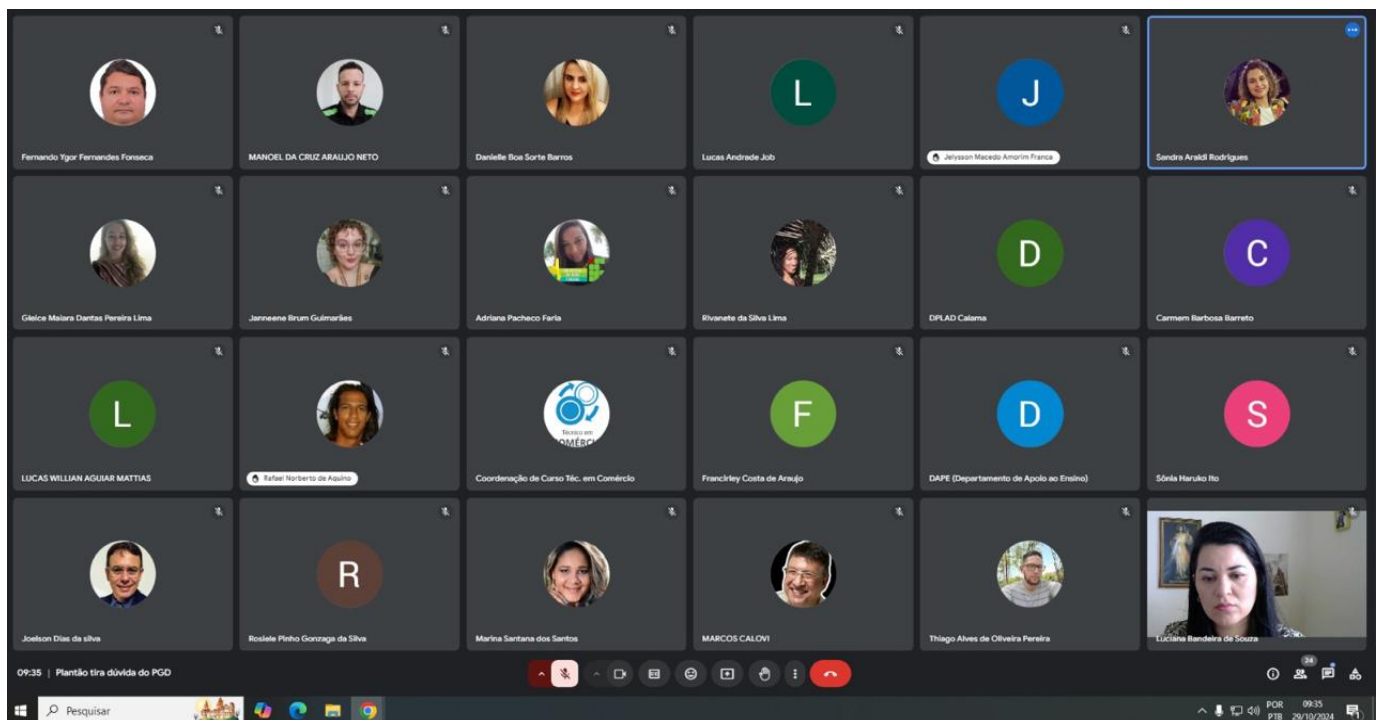 Fernando Ygor Fernandes Fonseca
MANOEL DA CRUZ ARAUJO NETO
Danielle Boa Sorte Barros
L
Lucas Andrade Job
J
Jelysson Macedo Amorim Franca
Sandra Araldi Rodrigues
Gleice Maiara Dantas Pereira Lima
Janneene Brum Guimarães
Adriana Pacheco Faria
Rivanete da Silva Lima
D
DPLAD Calama
C
Carmem Barbosa Barreto
L
LUCAS WILLIAN AGUIAR MATTIAS
Rafael Norberto de Aquino
Técnico em
COMÉRCI
Coordenação de Curso Téc. em Comércio
F
Francirley Costa de Araujo
D
DAPE (Departamento de Apoio ao Ensino)
S
Sônia Haruko Ito
Joelson Dias da silva
R
Rosiele Pinho Gonzaga da Silva
Marina Santana dos Santos
MARCOS CALOVI
Thiago Alves de Oliveira Pereira
Luciana Bandeira de Souza
09:35 | Plantão tira dúvida do PGD
24
Pesquisar
POR
PTB
09:35
29/10/2024